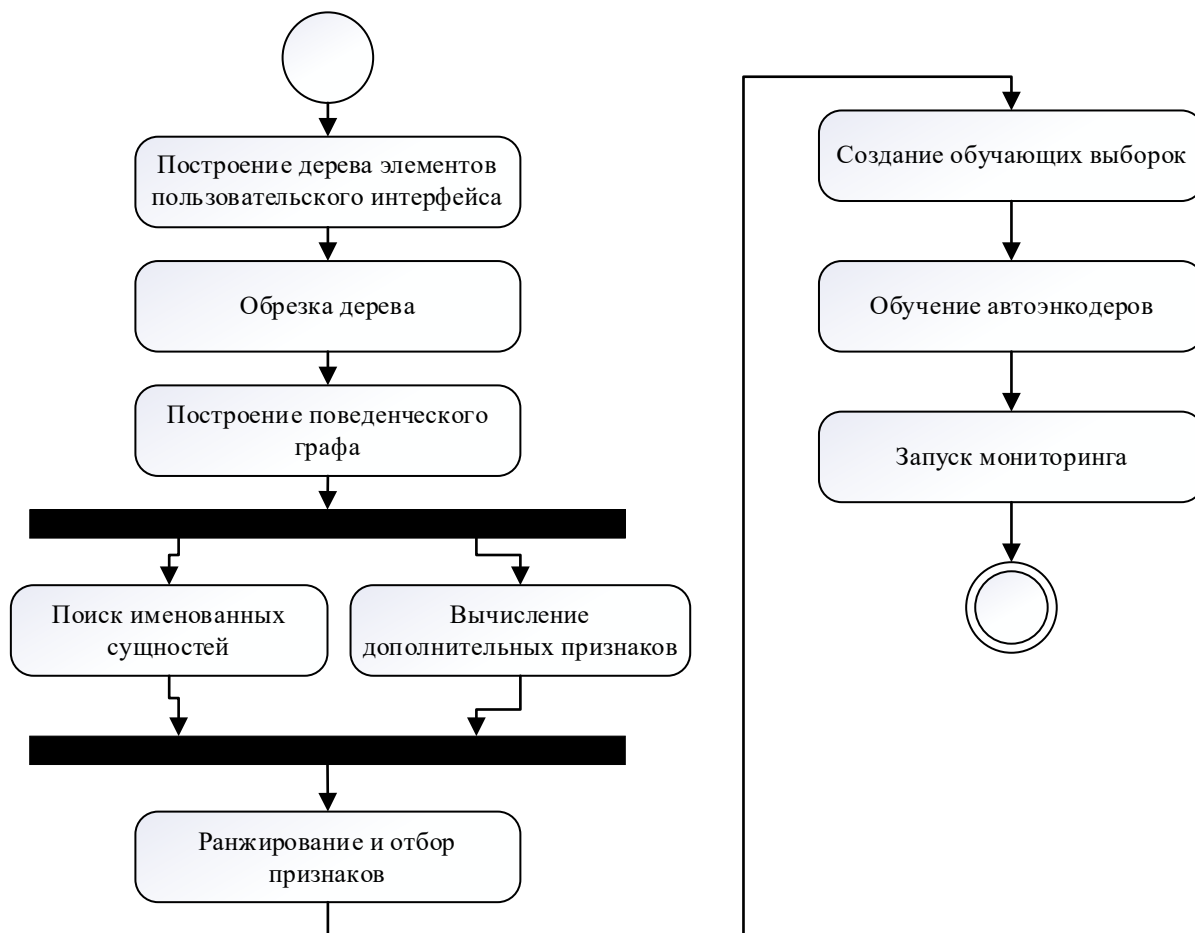 Построение дерева элементов
пользовательского интерфейса
Обрезка дерева
Построение поведенческого
графа
Поиск именованных
сущностей
Вычисление
дополнительных признаков
Ранжирование и отбор
признаков
Создание обучающих выборок
Обучение автоэнкодеров
Запуск мониторинга